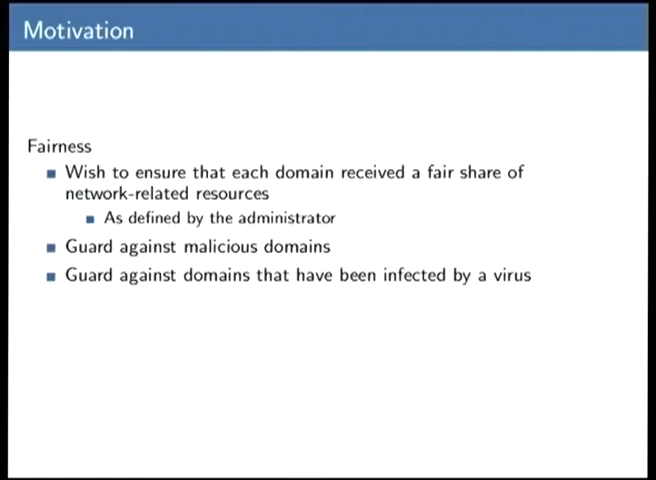 Motivation
Fairness
Wish to ensure that each domain received a fair share of
network-related resources
As defined by the administrator
Guard against malicious domains
Guard against domains that have been infected by a virus